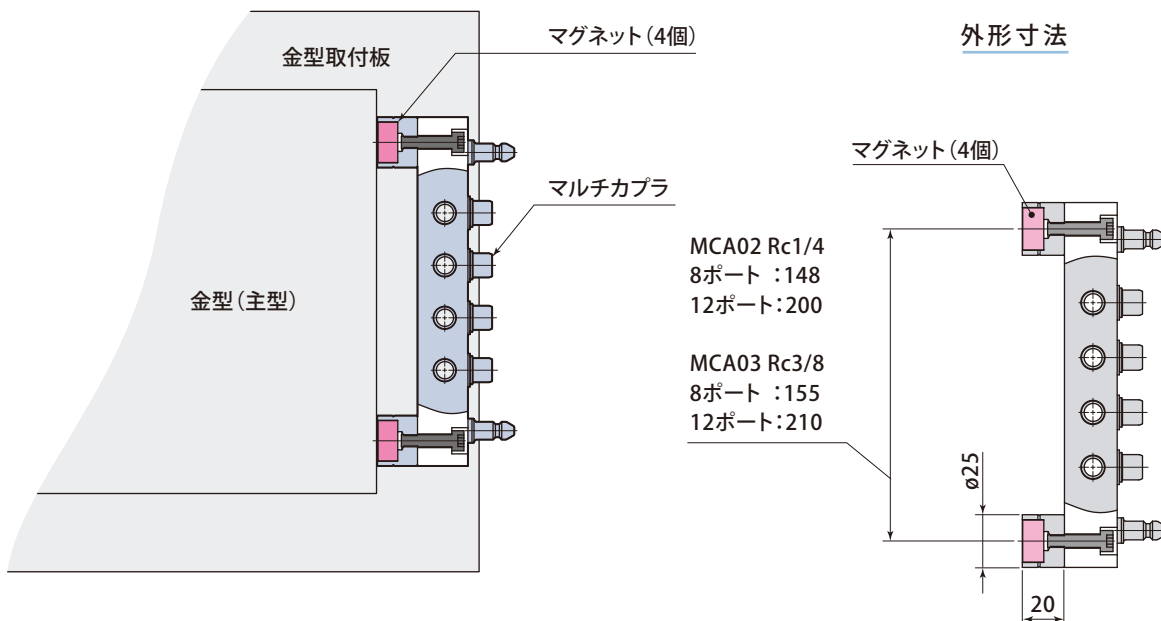 金型取付板
マグネット(4個)
マルチカプラ
金型(主型)
外形寸法
マグネット(4個)
MCA02 Rc1/4
8ポート :148
12ポート:200
MCA03 Rc3/8
8ポート :155
12ポート:210
ø25
20